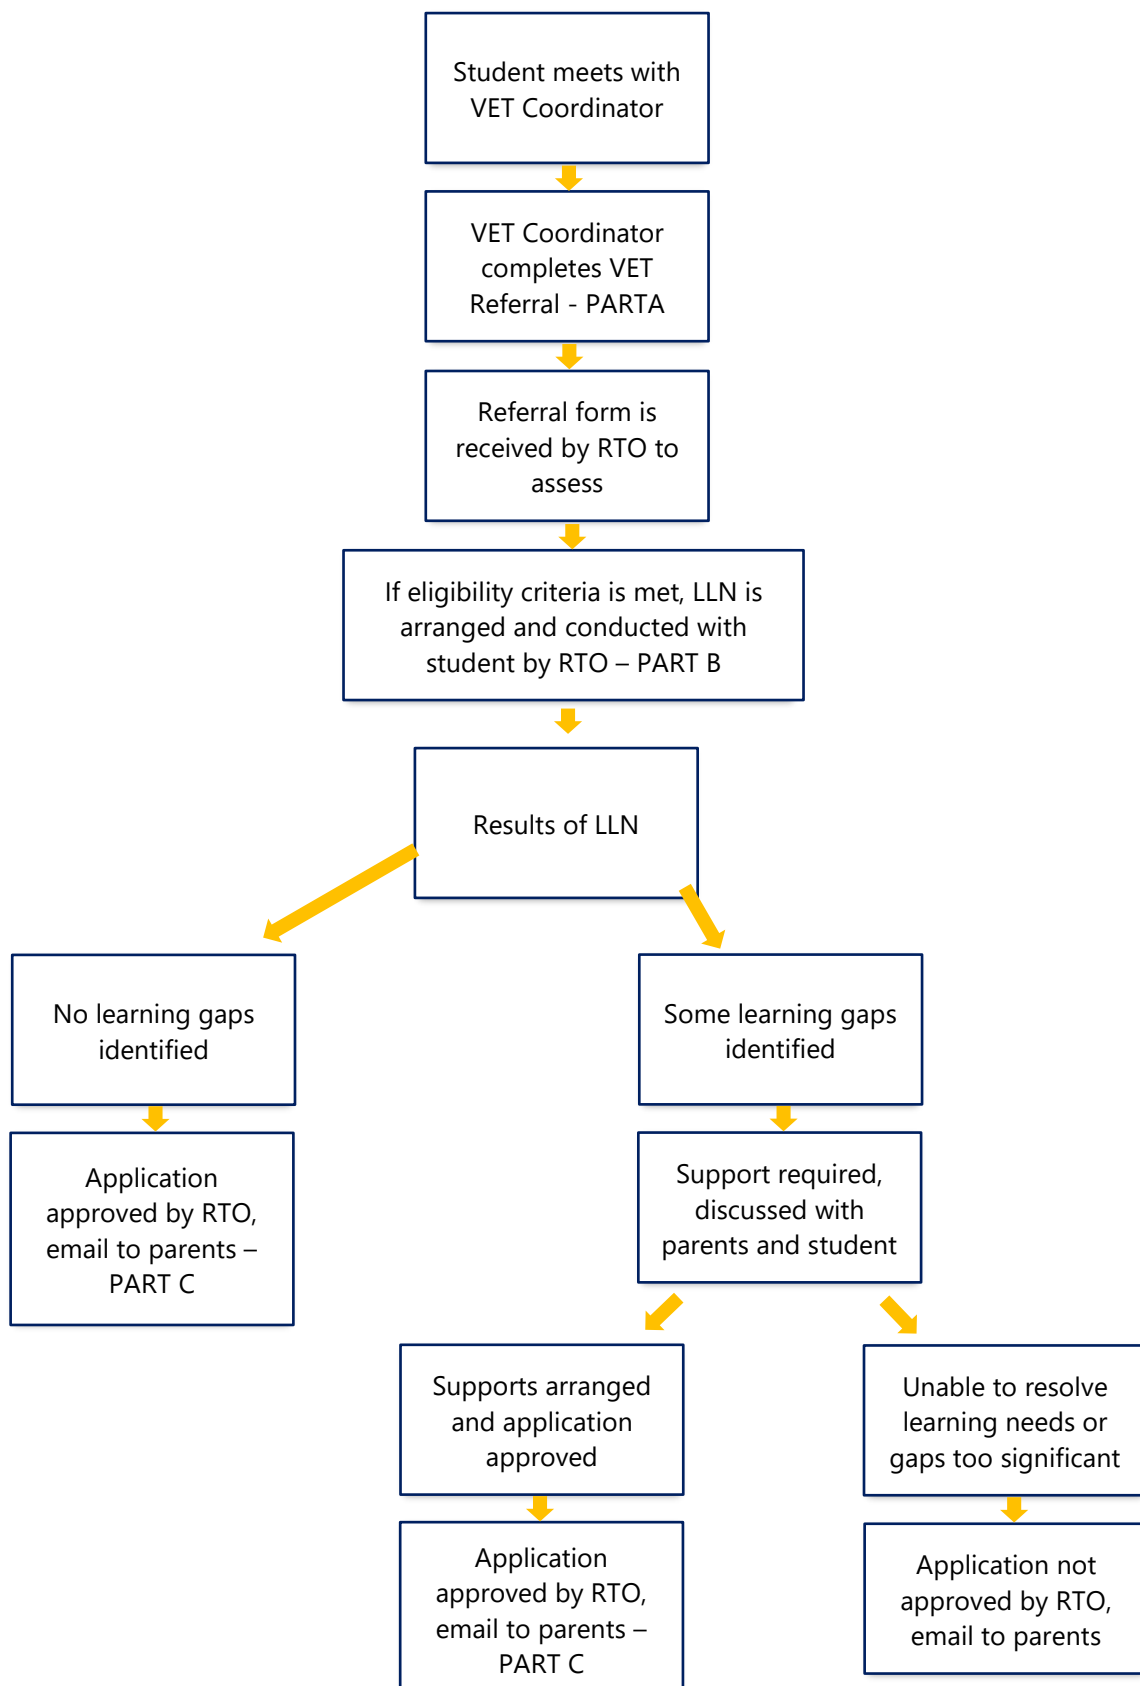 Student meets with
VET Coordinator
VET Coordinator
completes VET
Referral - PARTA
Referral form is
received by RTO to
assess
If eligibility criteria is met, LLN is
arranged and conducted with
student by RTO – PART B
Results of LLN
No learning gaps
identified
Some learning gaps
identified
Application
approved by RTO,
email to parents –
PART C
Support required,
discussed with
parents and student
Supports arranged
and application
approved
Unable to resolve
learning needs or
gaps too significant
Application
approved by RTO,
email to parents –
PART C
Application not
approved by RTO,
email to parents